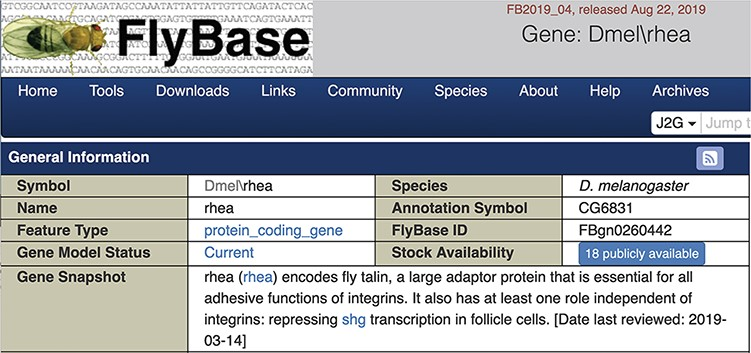 FB2019_04, released Aug 22, 2019
FlyBase
Gene: Dmel\rhea
Home Tools Downloads Links Community Species About Help Archives
J2G Jump t
General Information
Symbol Dmel\rhea Species D. melanogaster
Name rhea Annotation Symbol CG6831
Feature Type protein_coding_gene FlyBase ID FBgn0260442
Gene Model Status Current Stock Availability 18 publicly available
Gene Snapshot rhea (rhea) encodes fly talin, a large adaptor protein that is essential for all
adhesive functions of integrins. It also has at least one role independent of
integrins: repressing shg transcription in follicle cells. [Date last reviewed: 2019-
03-14]